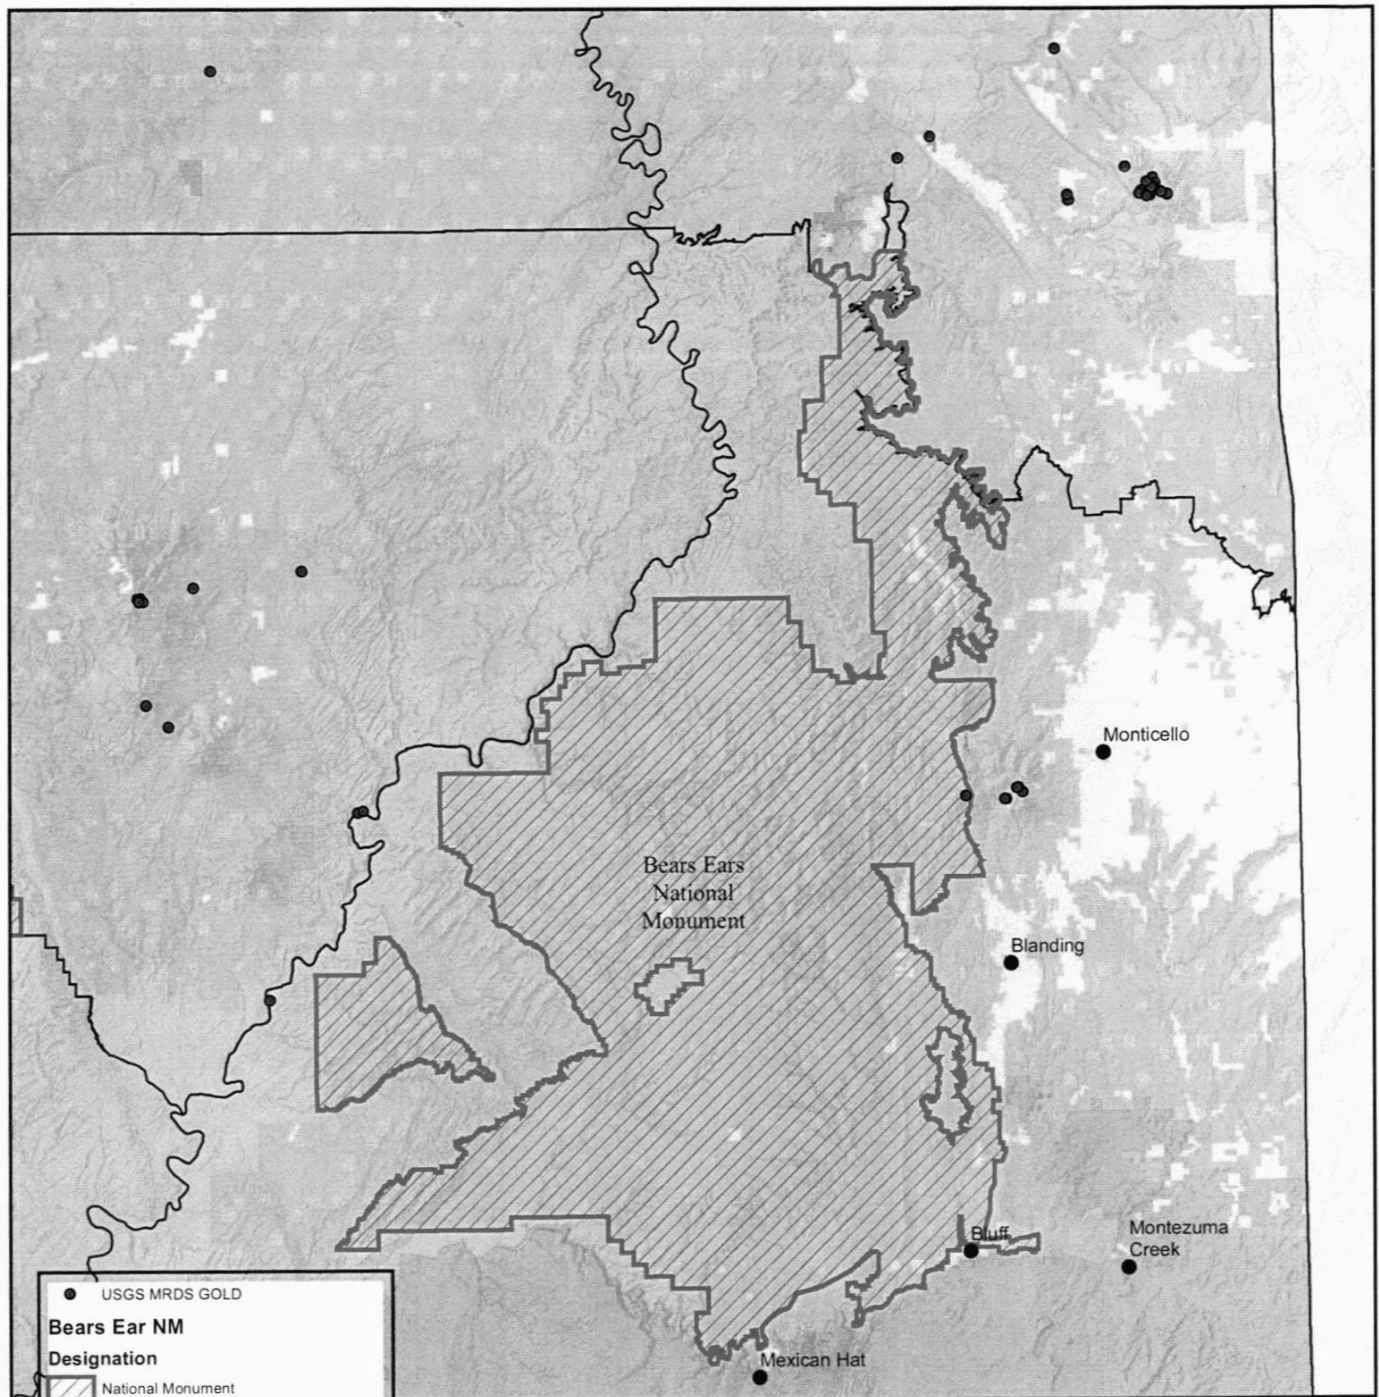 Monticello
Bears Ears
National
Monument
Blanding
Bluff
Montezuma
Creek
Mexican Hat
USGS MRDS GOLD
Bears Ear NM
Designation
National Monument